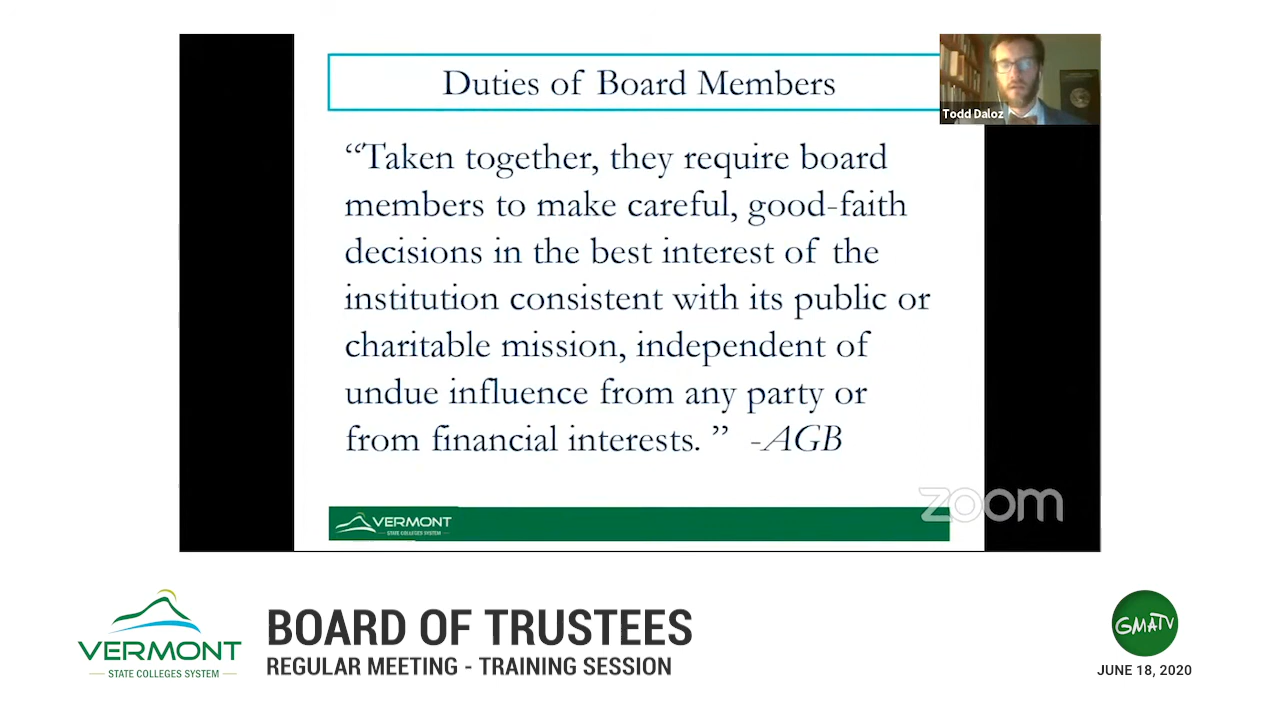 Duties of Board Members
Todd Daloz
“Taken together, they require board
members to make careful, good-faith
decisions in the best interest of the
institution consistent with its public or
charitable mission, independent of
undue influence from any party or
from financial interests. ” -AGB
zoom
VERMONT
STATE COLLEGES SYSTEM
VERMONT
STATE COLLEGES SYSTEM
BOARD OF TRUSTEES
REGULAR MEETING - TRAINING SESSION
GMATV
JUNE 18, 2020